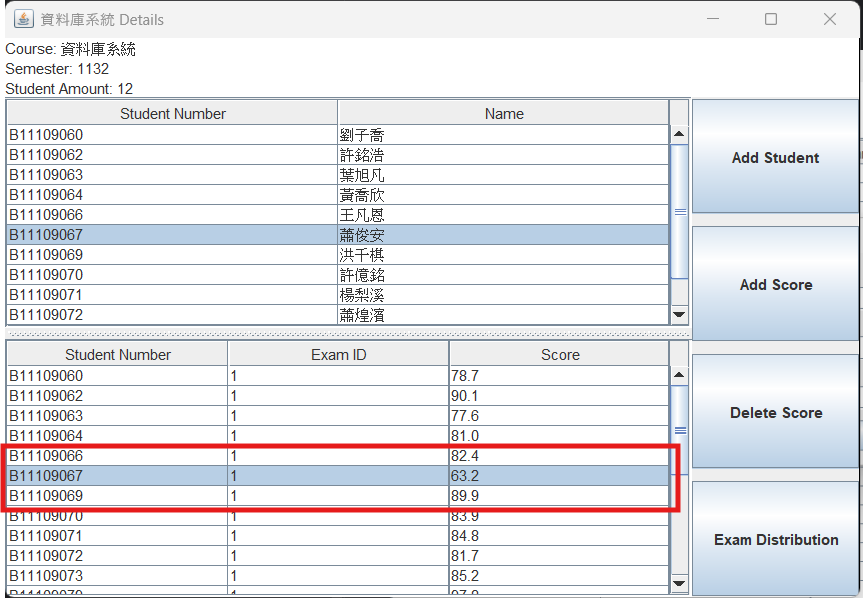 資料庫系統 Details
Course: 資料庫系統
Semester: 1132
Student Amount: 12
Student Number Name
B11109060 劉子喬
B11109062 許銘浩
B11109063 葉旭凡
B11109064 黃喬欣
B11109066 王凡恩
B11109067 蕭俊安
B11109069 洪千棋
B11109070 許億銘
B11109071 楊梨溪
B11109072 蕭煌濱
Add Student
Add Score
Delete Score
Exam Distribution
Student Number Exam ID Score
B11109060 1 78.7
B11109062 1 90.1
B11109063 1 77.6
B11109064 1 81.0
B11109066 1 82.4
B11109067 1 63.2
B11109069 1 89.9
B11109070 1 83.9
B11109071 1 84.8
B11109072 1 81.7
B11109073 1 85.2